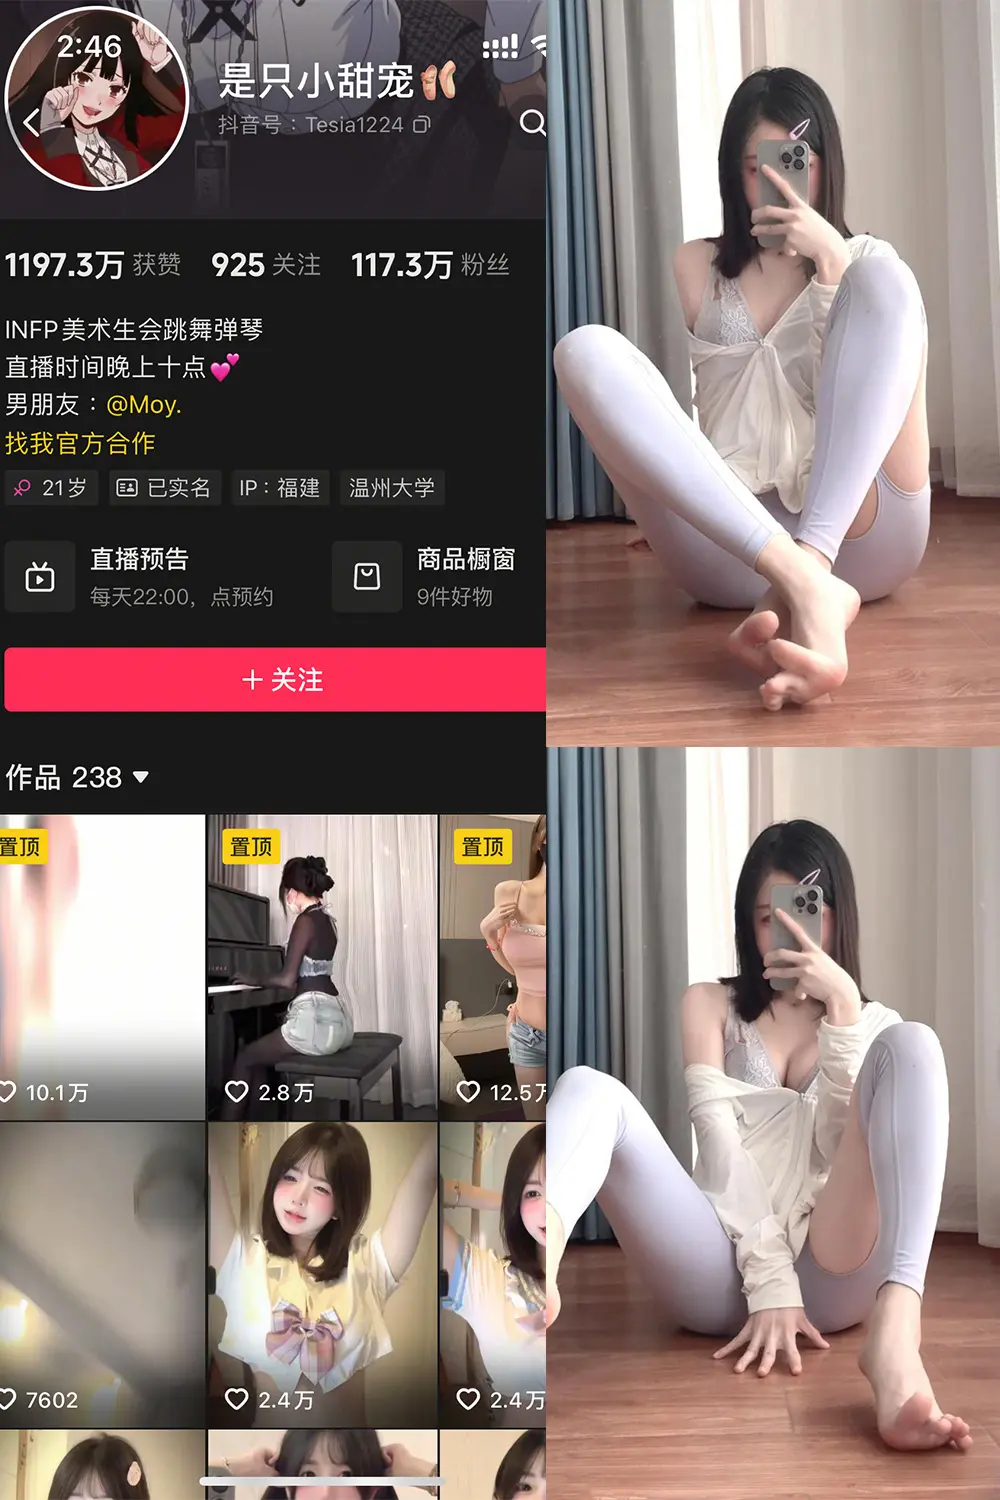 2:46
是只小甜宠
抖音号：Tesia1224
1197.3万 获赞 925 关注 117.3万 粉丝
INFP美术生会跳舞弹琴
直播时间晚上十点💕
男朋友：@Moy.
找我官方合作
21岁 已实名 IP：福建 温州大学
直播预告 商品橱窗
每天22:00，点预约 9件好物
+ 关注
作品 238
置顶 置顶 置顶
10.1万 2.8万 12.5万
7602 2.4万 2.4万